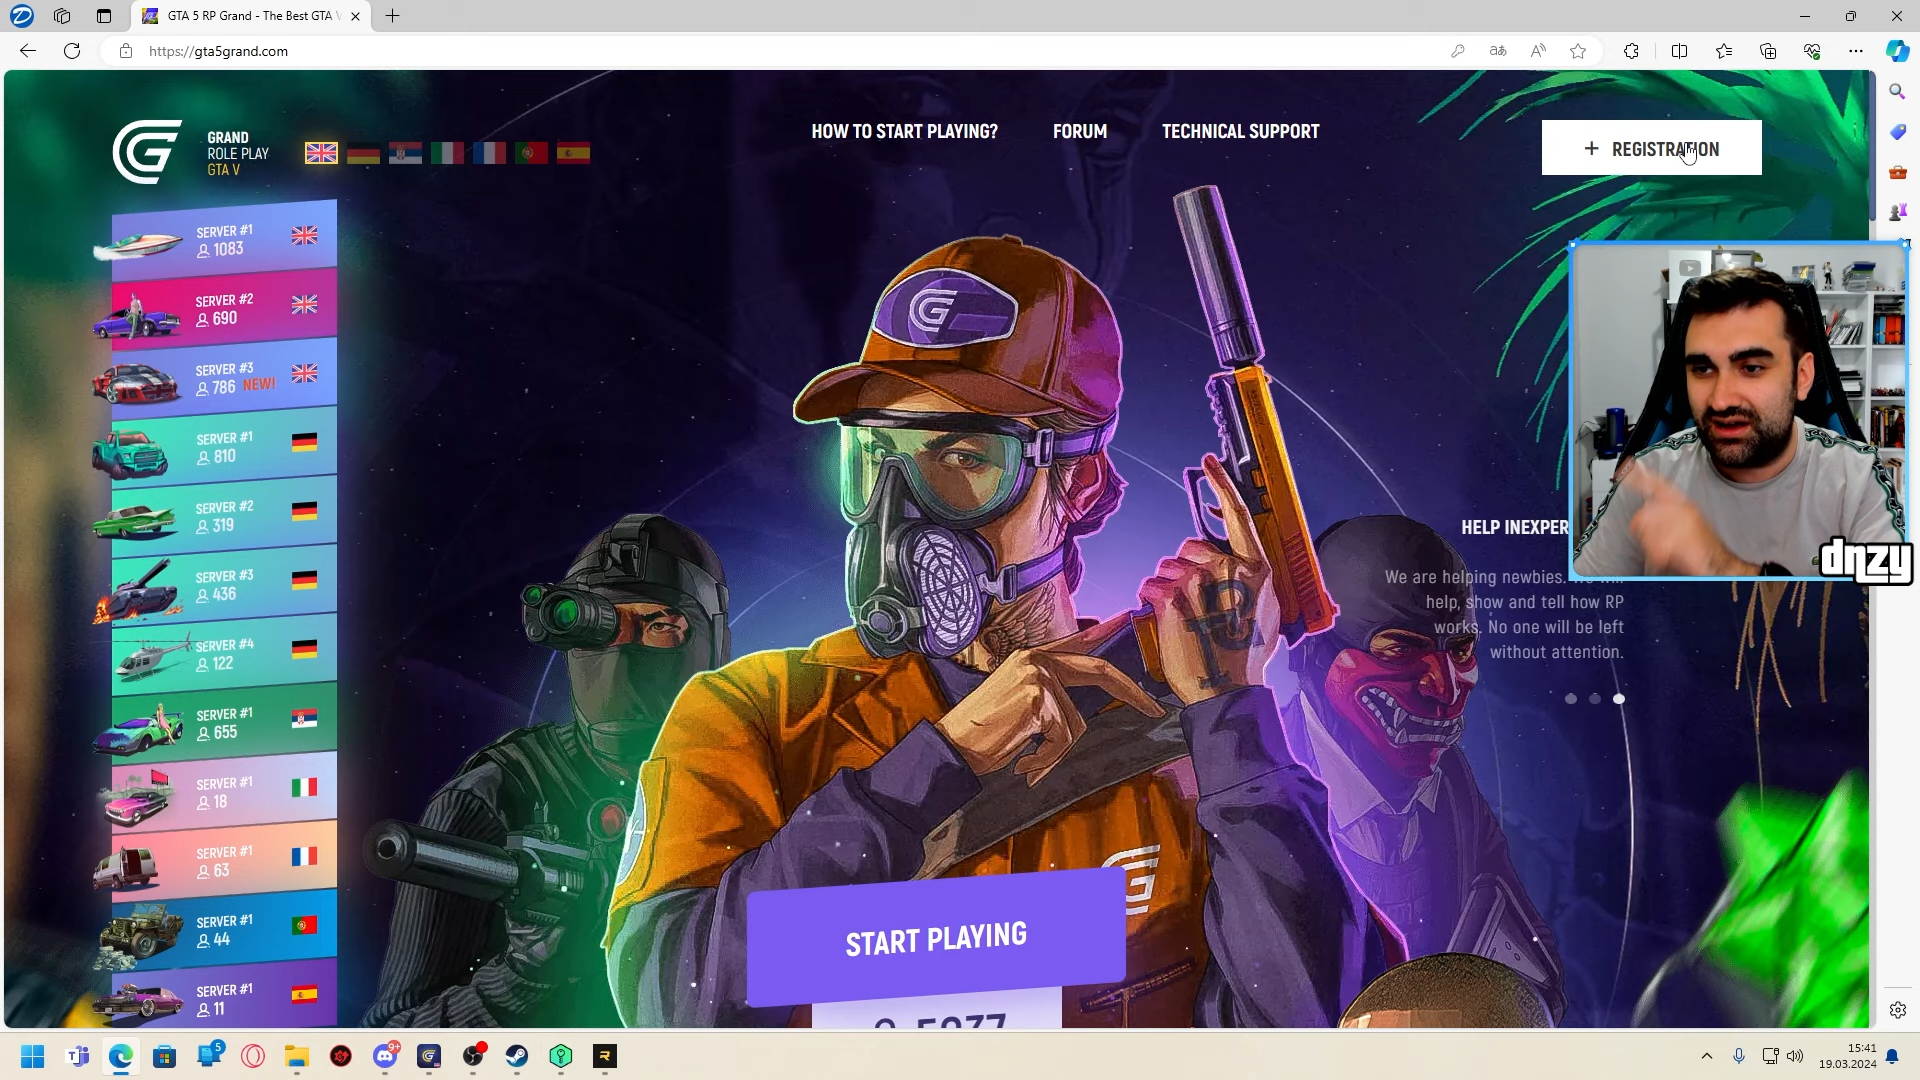 GTA 5 RP Grand - The Best GTA V
https://gta5grand.com
GRAND
ROLE PLAY
GTA V
HOW TO START PLAYING?
FORUM
TECHNICAL SUPPORT
+ REGISTRATION
SERVER #1
1083
SERVER #2
690
SERVER #3
786 NEW!
SERVER #1
810
SERVER #2
319
SERVER #3
436
SERVER #4
122
SERVER #1
655
SERVER #1
18
SERVER #1
63
SERVER #1
44
SERVER #1
11
HELP INEXPER
We are helping newbies. We will
help, show and tell how RP
works. No one will be left
without attention.
dnzy
START PLAYING
5
9+
15:41
19.03.2024